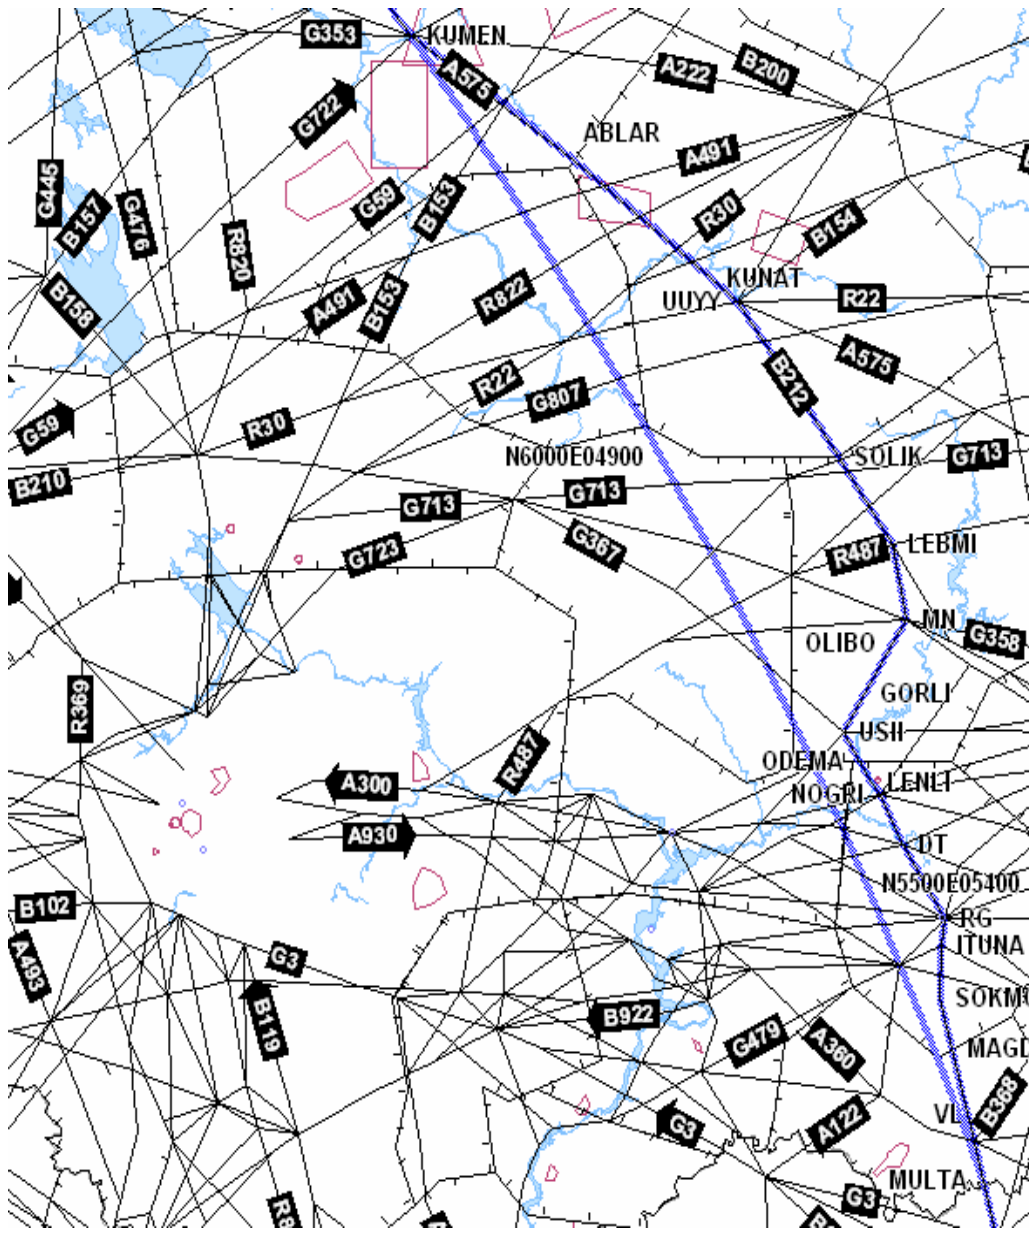 G353
KUMEN
A575
A222
B200
G722
ABLAR
A491
G445
B157
G476
G59
B153
R30
B154
R820
KUNAT
UUYY
R22
B158
A491
B153
R822
A575
R22
G807
B212
G59
R30
N6000E04900
SOLIK
G713
B210
G713
G713
G723
G367
R487
LEBMI
MN
G358
OLIBO
R369
GORLI
USII
R487
ODEMA
A300
NOGRI
LENLI
A930
DT
N5500E05400
B102
RG
ITUNA
A493
G3
SOKMU
B119
B922
G479
A360
MAGD
B368
VL
G3
A122
MULTA
G3